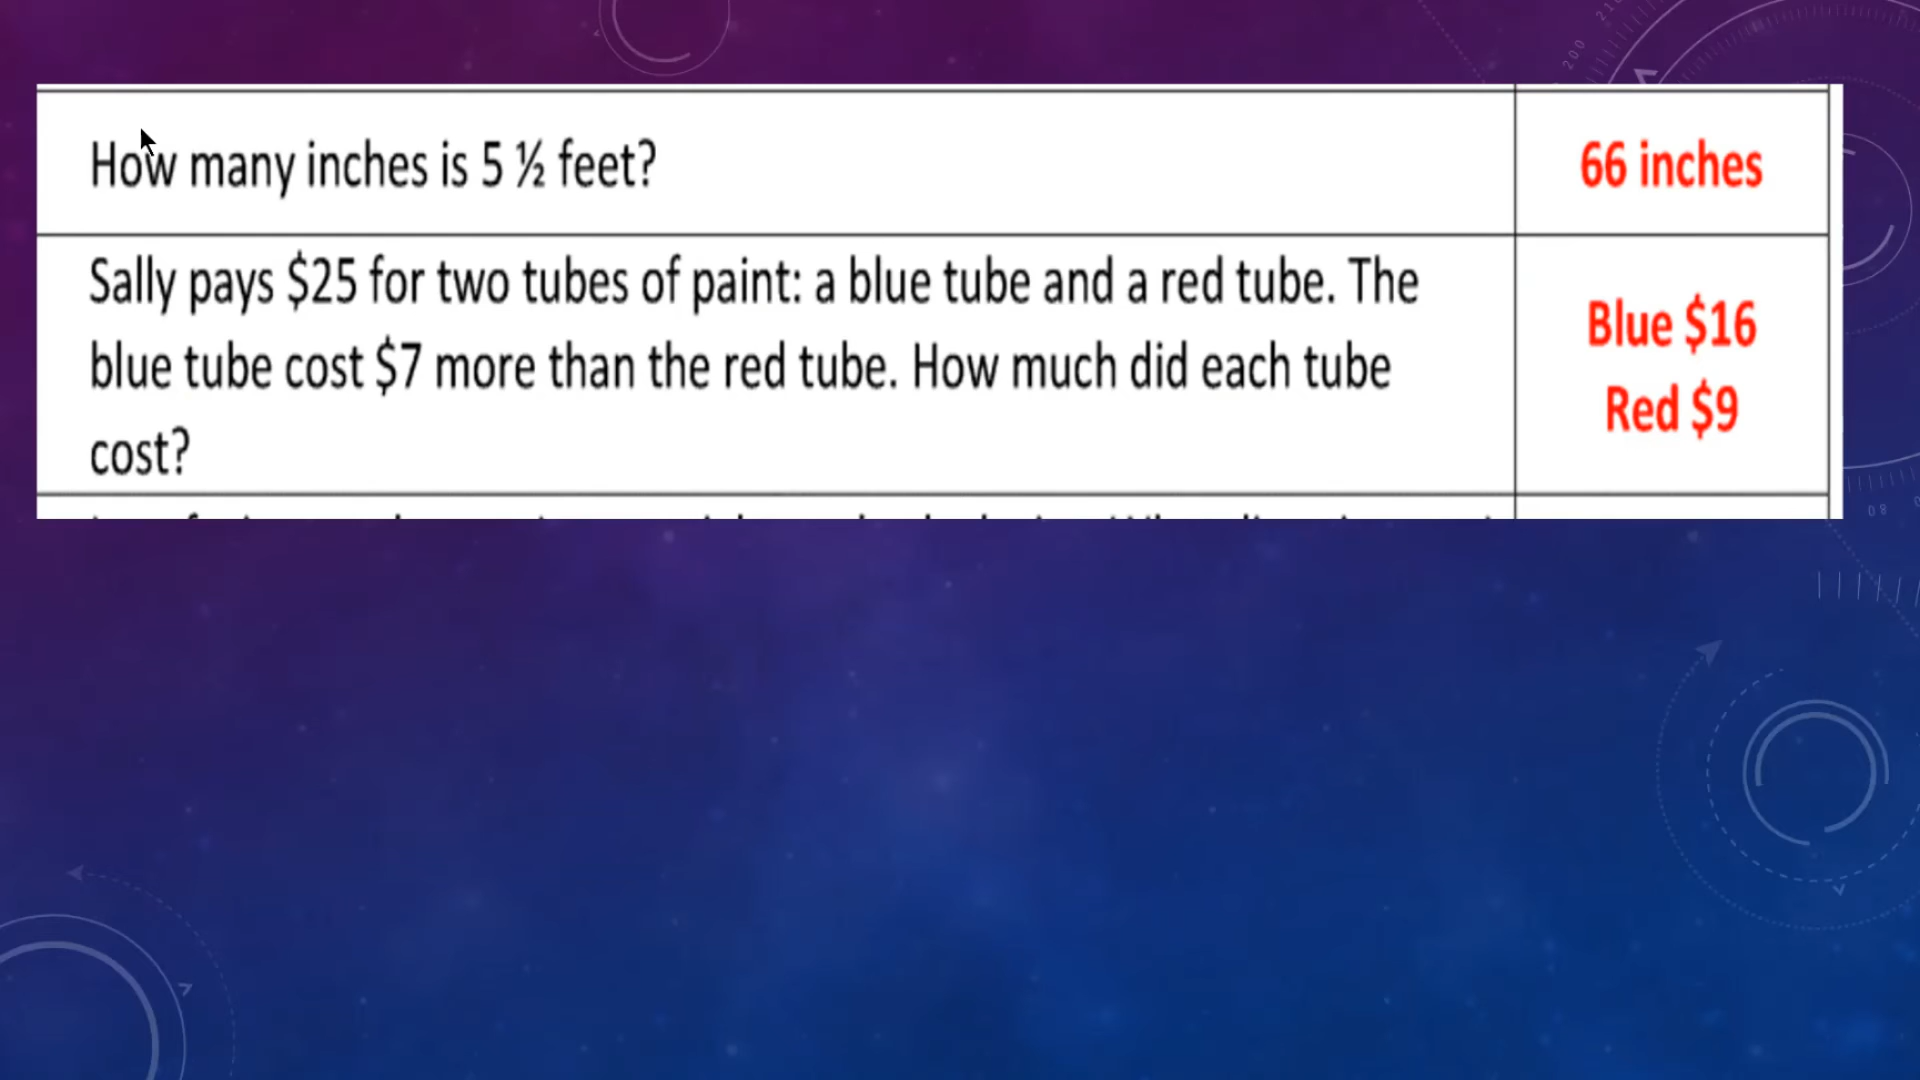 How many inches is 5 ½ feet?
66 inches
Sally pays $25 for two tubes of paint: a blue tube and a red tube. The
blue tube cost $7 more than the red tube. How much did each tube
cost?
Blue $16
Red $9
200
80